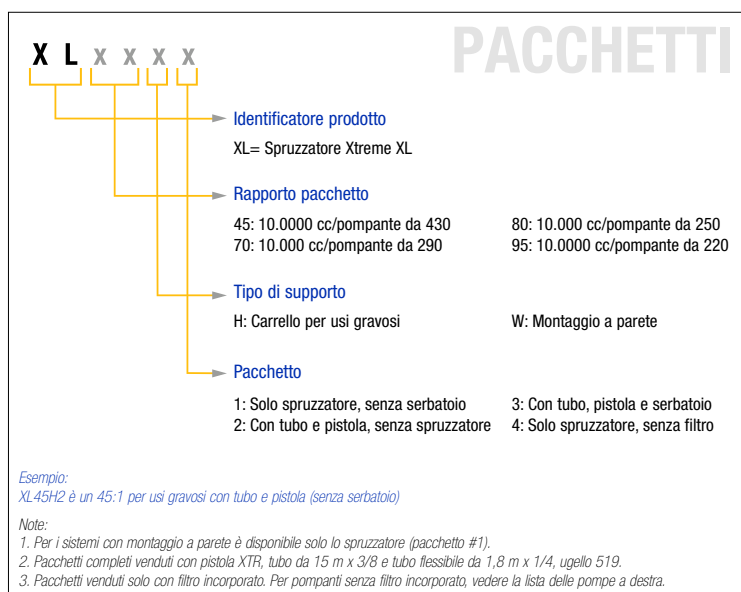 PACCHETTI
X L x x x x
Identificatore prodotto
XL= Spruzzatore Xtreme XL
Rapporto pacchetto
45: 10.0000 cc/pompante da 430 80: 10.000 cc/pompante da 250
70: 10.000 cc/pompante da 290 95: 10.0000 cc/pompante da 220
Tipo di supporto
H: Carrello per usi gravosi W: Montaggio a parete
Pacchetto
1: Solo spruzzatore, senza serbatoio 3: Con tubo, pistola e serbatoio
2: Con tubo e pistola, senza spruzzatore 4: Solo spruzzatore, senza filtro
Esempio:
XL45H2 è un 45:1 per usi gravosi con tubo e pistola (senza serbatoio)
Note:
1. Per i sistemi con montaggio a parete è disponibile solo lo spruzzatore (pacchetto #1).
2. Pacchetti completi venduti con pistola XTR, tubo da 15 m x 3/8 e tubo flessibile da 1,8 m x 1/4, ugello 519.
3. Pacchetti venduti solo con filtro incorporato. Per pompanti senza filtro incorporato, vedere la lista delle pompe a destra.